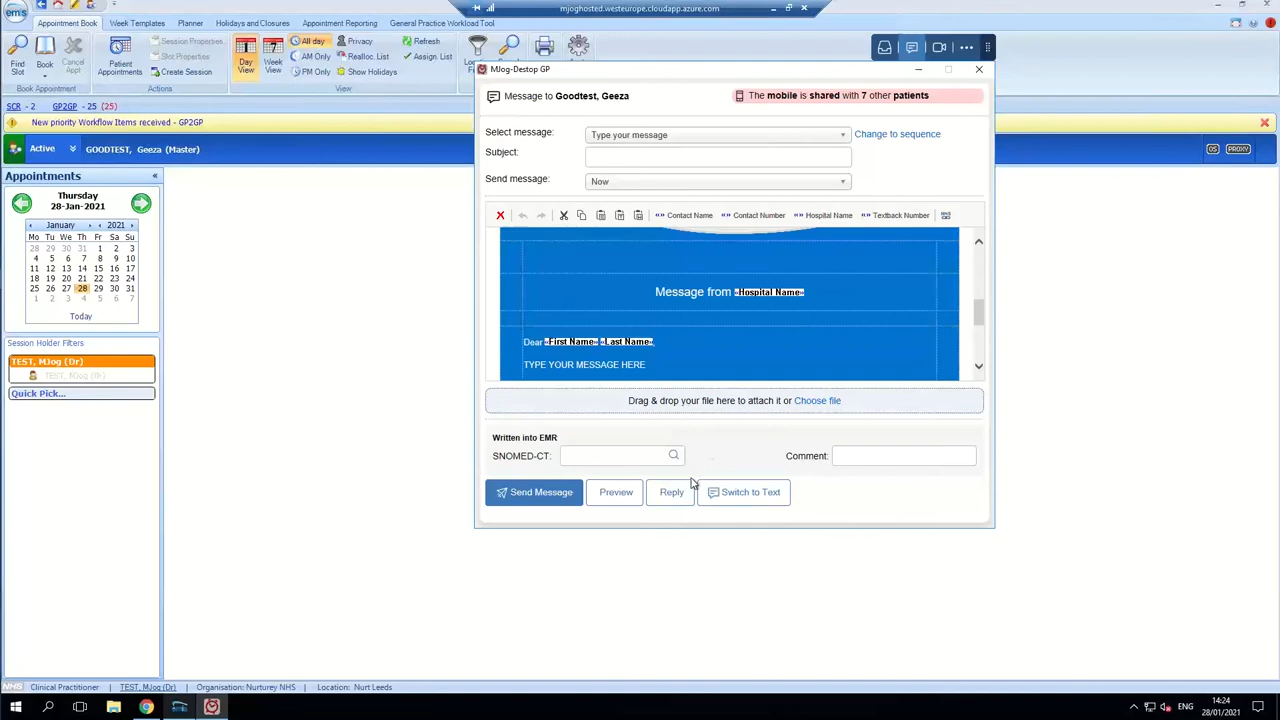 emis
mjoghosted.westeurope.cloudapp.azure.com
Appointment Book Week Templates Planner Holidays and Closures Appointment Reporting General Practice Workload Tool
Find Slot Book Cancel Appt Patient Appointments Session Properties Slot Properties Create Session Day View Week View All day AM Only PM Only Privacy Realloc. List Show Holidays Refresh Assign List
Book Appointment Actions View
SCR - 2 GP2GP - 25 (25)
New priority Workflow Items received - GP2GP
Active GOODTEST, Geeza (Master) OS PROXY
Appointments
Thursday
28-Jan-2021
January 2021
Mo Tu We Th Fr Sa Su
28 29 30 31 1 2 3
4 5 6 7 8 9 10
11 12 13 14 15 16 17
18 19 20 21 22 23 24
25 26 27 28 29 30 31
1 2 3 4 5 6 7
Today
Session Holder Filters
TEST, MJog (Dr)
TEST, MJog (Dr)
Quick Pick...
MJog-Destop GP
Message to Goodtest, Geeza The mobile is shared with 7 other patients
Select message: Type your message Change to sequence
Subject:
Send message: Now
Contact Name Contact Number Hospital Name Textback Number
Message from «Hospital Name»
Dear «First Name» «Last Name»,
TYPE YOUR MESSAGE HERE
Drag & drop your file here to attach it or Choose file
Written into EMR
SNOMED-CT: Comment:
Send Message Preview Reply Switch to Text
Clinical Practitioner TEST, MJog (Dr) Organisation: Nurturey NHS Location: Nurt Leeds
ENG 14:24
28/01/2021